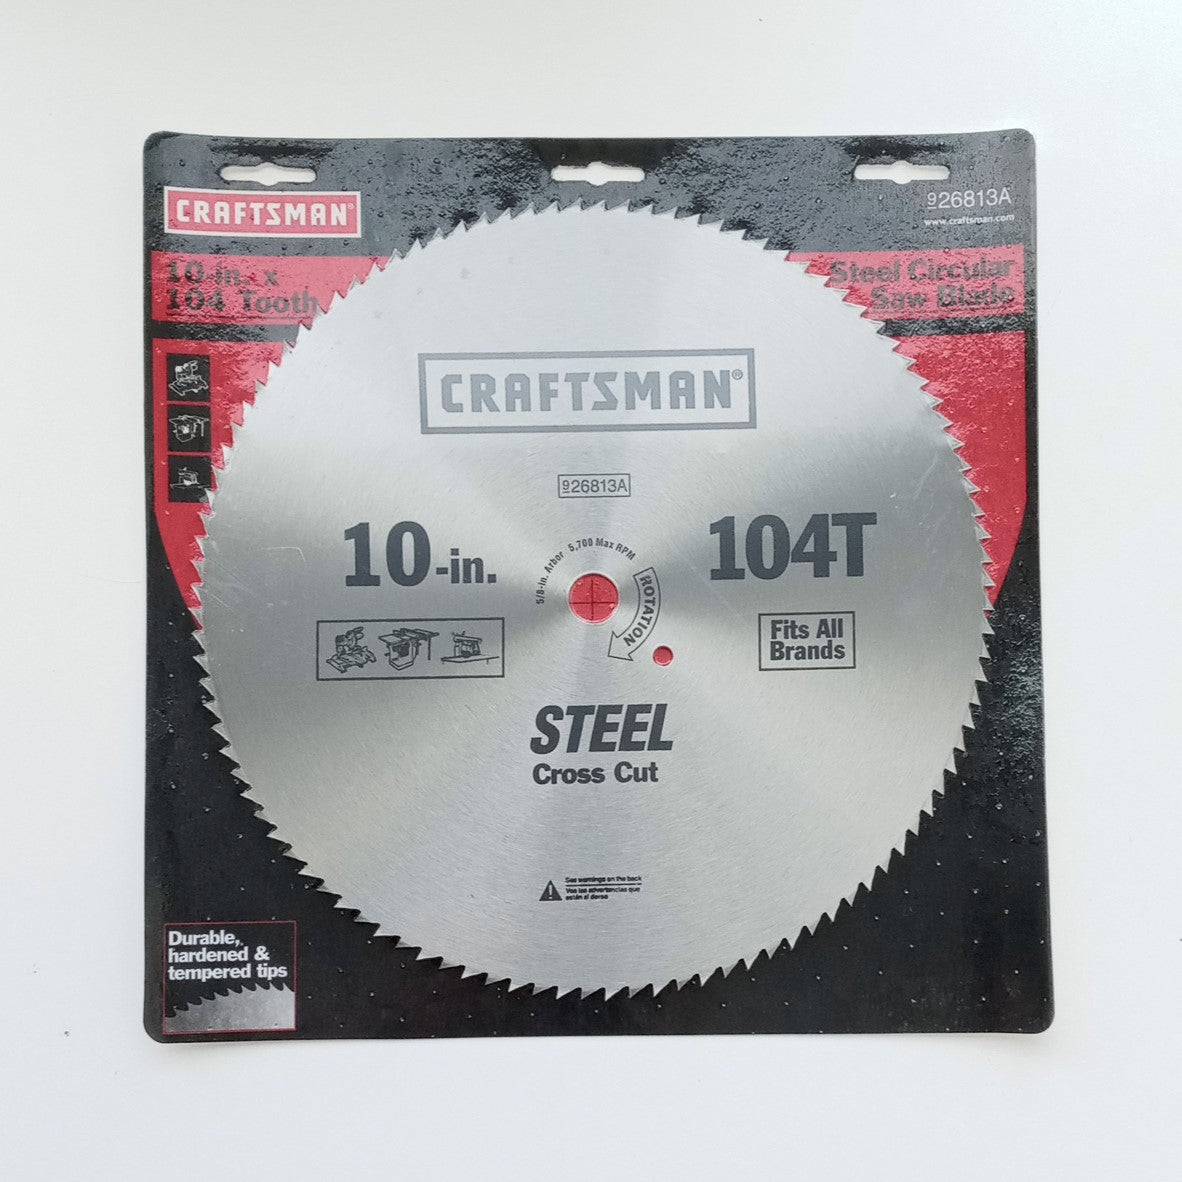 CRAFTSMAN®
926813A
www.craftsman.com
10-in. x
104 Tooth
Steel Circular
Saw Blade
CRAFTSMAN®
926813A
10-in.
104T
5/8-in. Arbor 5,700 Max RPM
ROTATION
Fits All
Brands
STEEL
Cross Cut
See warnings on the back
Vea las advertencias que
están al dorso
Durable,
hardened &
tempered tips